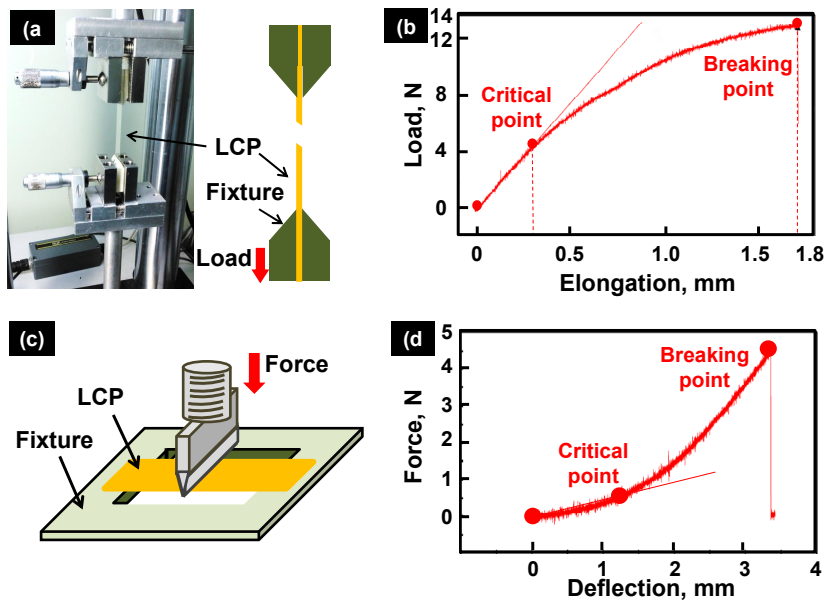 (a
LCP
Fixture
Load
(b
14
12
8
4
0
Load, N
Critical
point
Breaking
point
0
0.5
1.0
1.5
1.8
Elongation, mm
(c)
Force
LCP
Fixture
(d
5
4
3
2
1
0
Force, N
Breaking
point
Critical
point
0
1
2
3
4
Deflection, mm